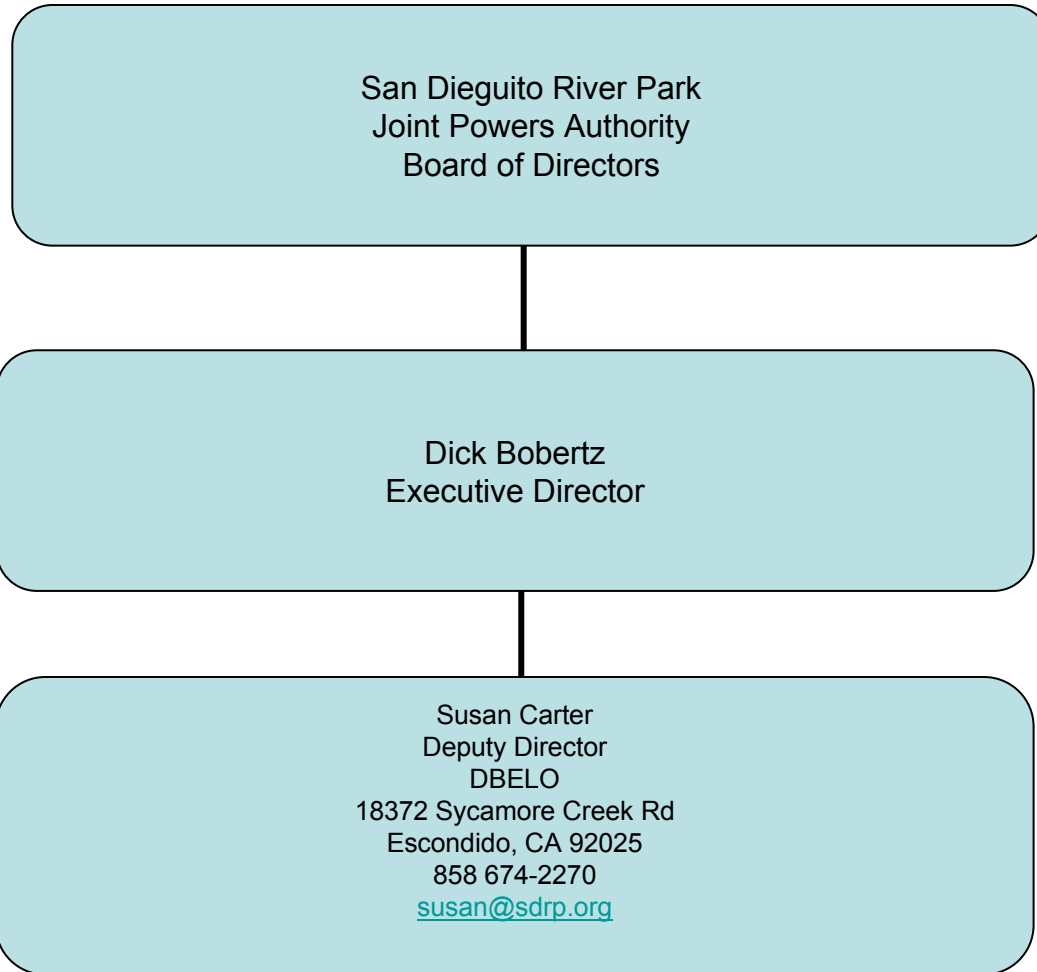 San Dieguito River Park
Joint Powers Authority
Board of Directors
Dick Bobertz
Executive Director
Susan Carter
Deputy Director
DBELO
18372 Sycamore Creek Rd
Escondido, CA 92025
858 674-2270
susan@sdrp.org